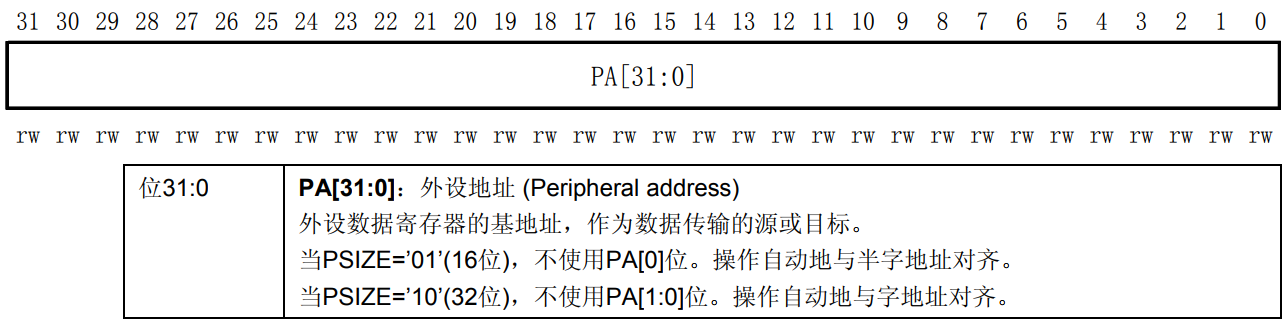 31 30 29 28 27 26 25 24 23 22 21 20 19 18 17 16 15 14 13 12 11 10 9 8 7 6 5 4 3 2 1 0
PA[31:0]
rw rw rw rw rw rw rw rw rw rw rw rw rw rw rw rw rw rw rw rw rw rw rw rw rw rw rw rw rw rw rw rw
位31:0 PA[31:0]：外设地址 (Peripheral address)
外设数据寄存器的基地址，作为数据传输的源或目标。
当PSIZE=’01’(16位)，不使用PA[0]位。操作自动地与半字地址对齐。
当PSIZE=’10’(32位)，不使用PA[1:0]位。操作自动地与字地址对齐。